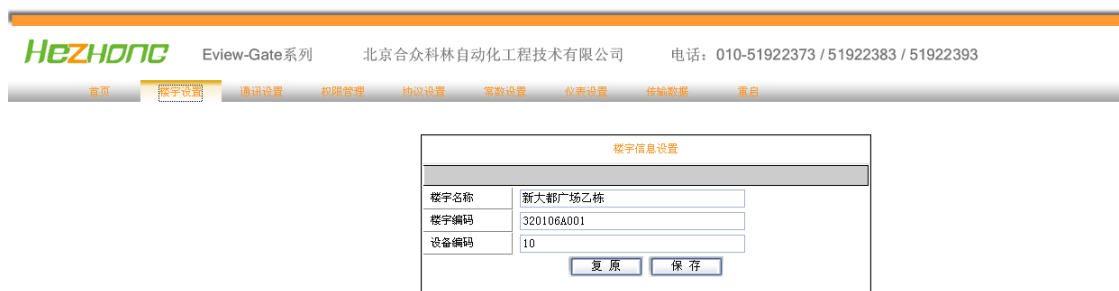 HEZHONG Eview-Gate系列 北京合众科林自动化工程技术有限公司 电话：010-51922373 / 51922383 / 51922393
首页 楼宇设置 通讯设置 权限管理 协议设置 常数设置 仪表设置 传输数据 重启
楼宇信息设置
楼宇名称 新大都广场乙栋
楼宇编码 320106A001
设备编码 10
复原 保存